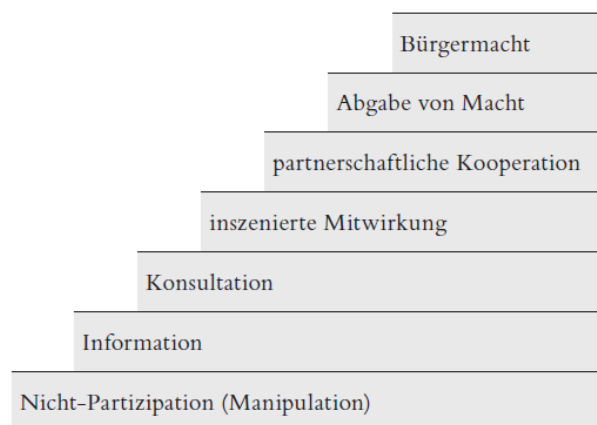 Bürgermacht
Abgabe von Macht
partnerschaftliche Kooperation
inszenierte Mitwirkung
Konsultation
Information
Nicht-Partizipation (Manipulation)